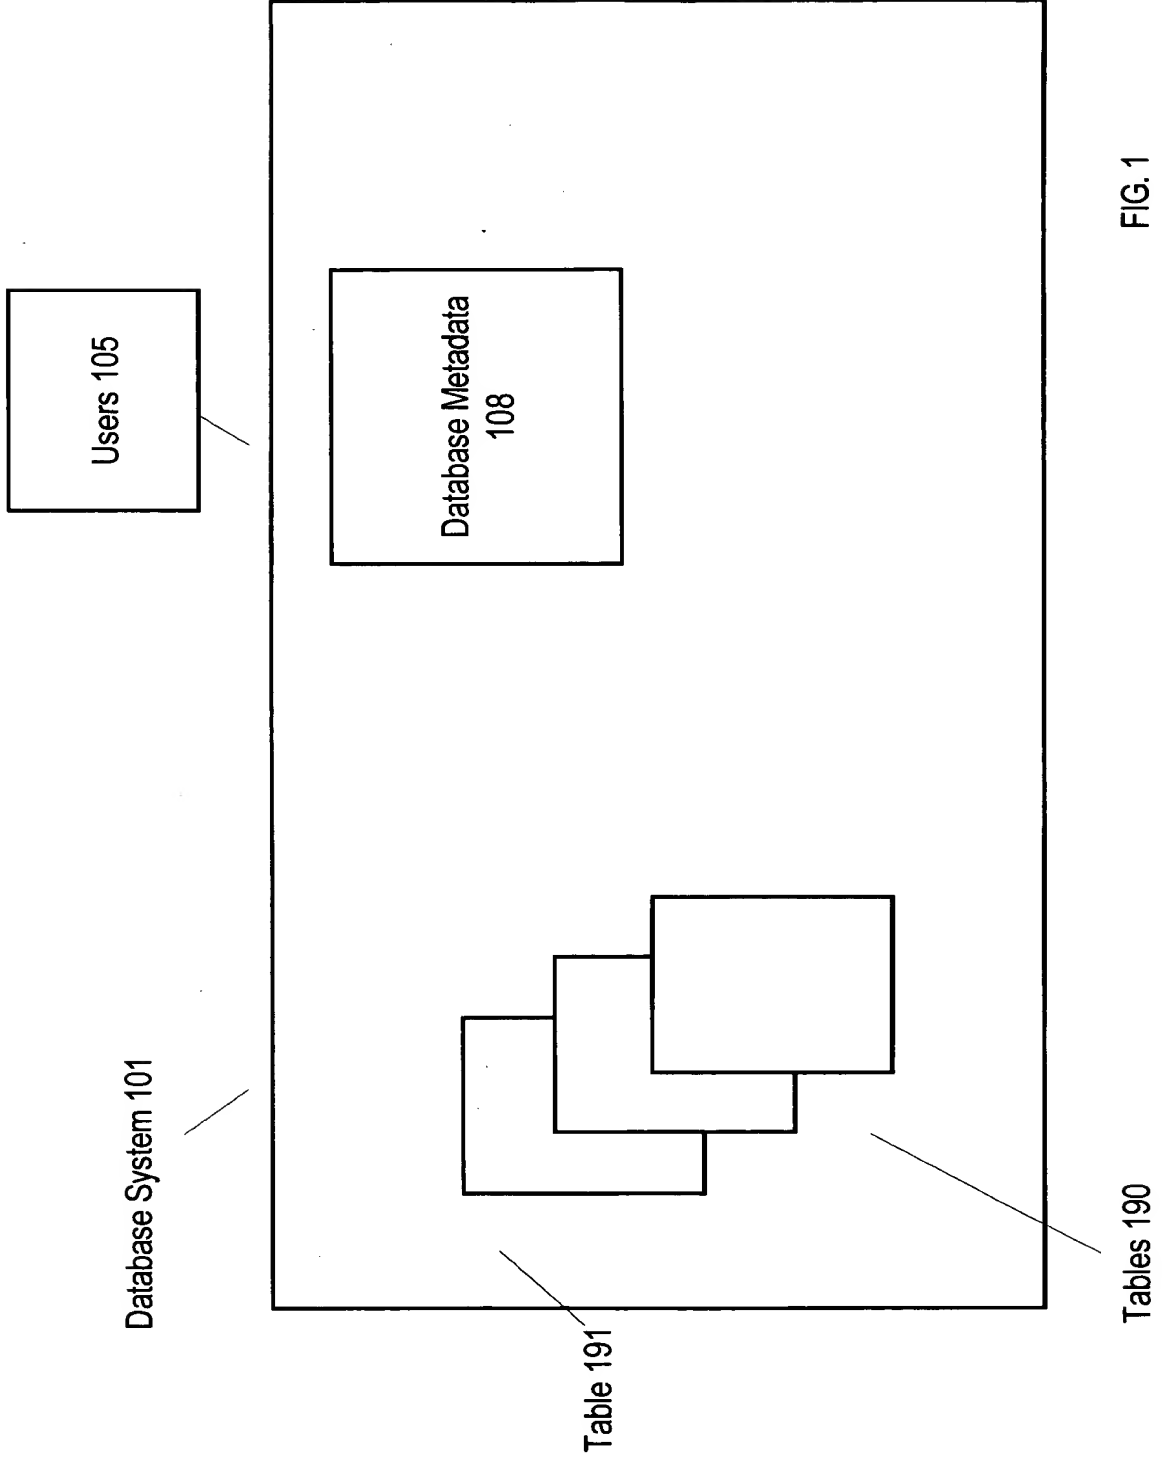 Users 105
Database System 101
Database Metadata
108
Table 191
Tables 190
FIG. 1